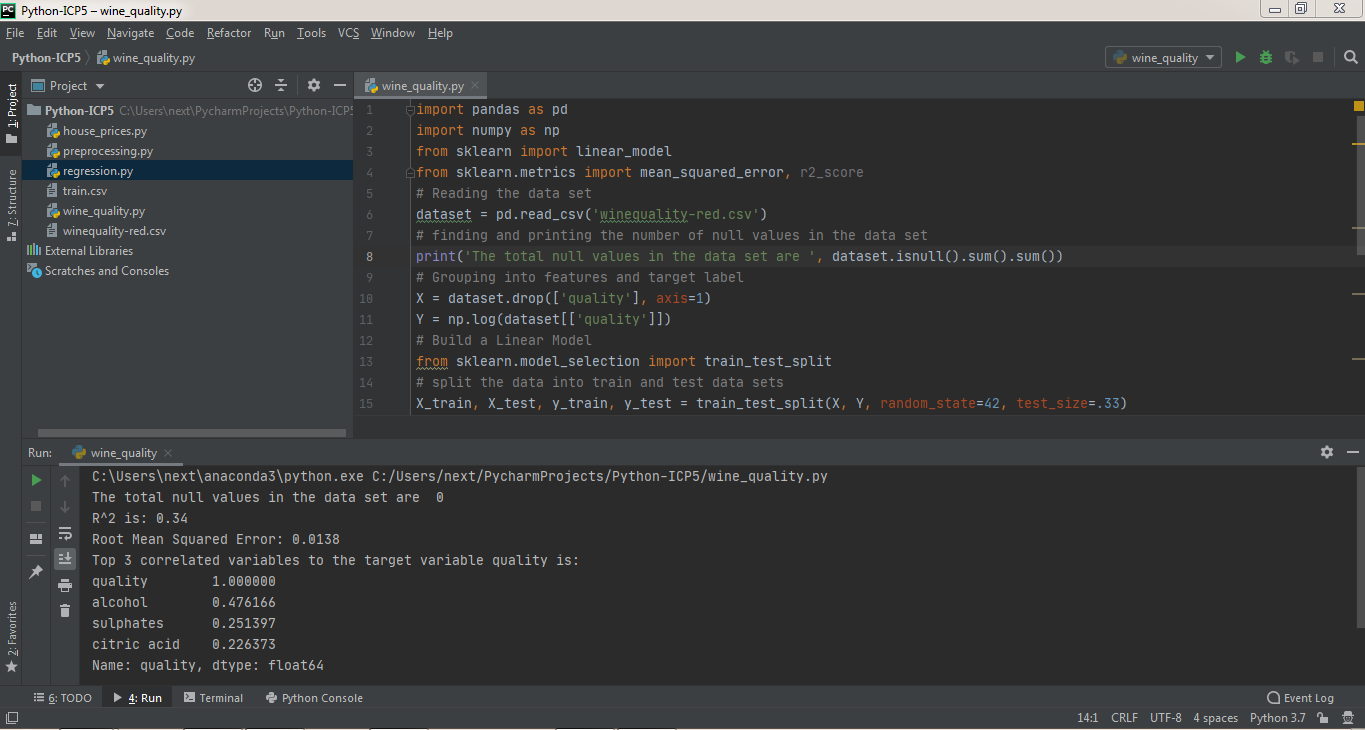 Python-ICP5 – wine_quality.py
File Edit View Navigate Code Refactor Run Tools VCS Window Help
Python-ICP5 wine_quality.py wine_quality
1: Project
7: Structure
2: Favorites
Project
Python-ICP5 C:\Users\next\PycharmProjects\Python-ICP5
house_prices.py
preprocessing.py
regression.py
train.csv
wine_quality.py
winequality-red.csv
External Libraries
Scratches and Consoles
wine_quality.py
1 import pandas as pd
2 import numpy as np
3 from sklearn import linear_model
4 from sklearn.metrics import mean_squared_error, r2_score
5 # Reading the data set
6 dataset = pd.read_csv('winequality-red.csv')
7 # finding and printing the number of null values in the data set
8 print('The total null values in the data set are ', dataset.isnull().sum().sum())
9 # Grouping into features and target label
10 X = dataset.drop(['quality'], axis=1)
11 Y = np.log(dataset[['quality']])
12 # Build a Linear Model
13 from sklearn.model_selection import train_test_split
14 # split the data into train and test data sets
15 X_train, X_test, y_train, y_test = train_test_split(X, Y, random_state=42, test_size=.33)
Run: wine_quality
C:\Users\next\anaconda3\python.exe C:/Users/next/PycharmProjects/Python-ICP5/wine_quality.py
The total null values in the data set are  0
R^2 is: 0.34
Root Mean Squared Error: 0.0138
Top 3 correlated variables to the target variable quality is:
quality        1.000000
alcohol        0.476166
sulphates      0.251397
citric acid    0.226373
Name: quality, dtype: float64
6: TODO 4: Run Terminal Python Console Event Log
14:1 CRLF UTF-8 4 spaces Python 3.7